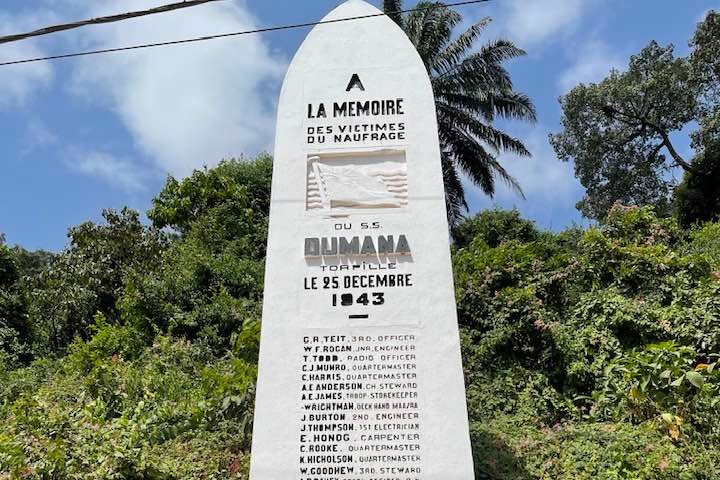 A
LA MEMOIRE
DES VICTIMES
DU NAUFRAGE
DU S.S.
DUMANA
TORPILLE
LE 25 DECEMBRE
1943
G.R.TEIT, 3RD. OFFICER
W.F.ROGAN, JNR. ENGINEER
T. TODD, RADIO OFFICER
C.J.MUNRO, QUARTERMASTER
C.HARRIS, QUARTERMASTER
A.E ANDERSON, CH. STEWARD
A.E.JAMES, TROOP-STOREKEEPER
-WRIGHTMAN, DECK HAND
J.BURTON, 2ND. ENGINEER
J.THOMPSON, 1ST ELECTRICIAN
E. HONOG, CARPENTER
C. ROOKE, QUARTERMASTER
K.HICHOLSON, QUARTERMASTER
W.GOODHEW, 3RD. STEWARD